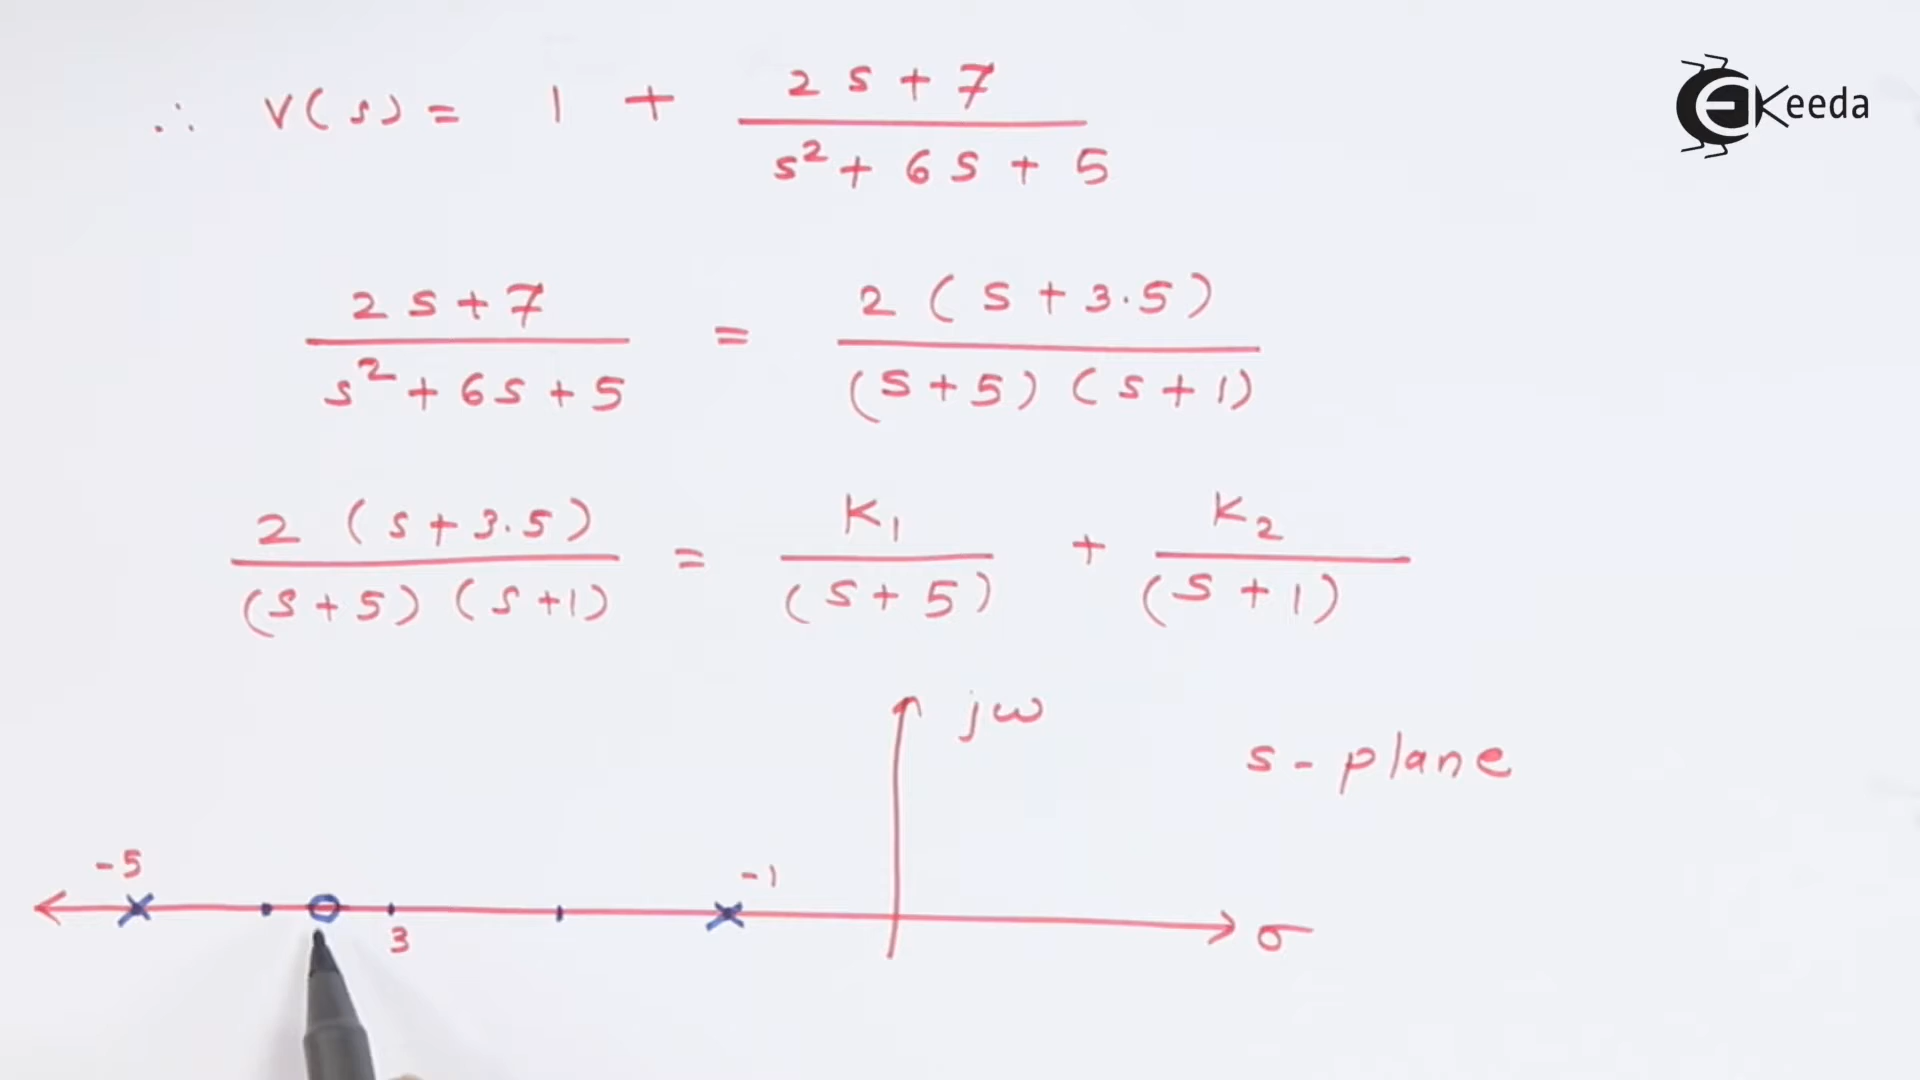 ∴ V(s) = 1 + (2s + 7) / (s² + 6s + 5)
(2s + 7) / (s² + 6s + 5) = 2(s + 3.5) / (s + 5)(s + 1)
2(s + 3.5) / (s + 5)(s + 1) = K₁ / (s + 5) + K₂ / (s + 1)
jω
s-plane
-5
-1
3
σ
EKeeda